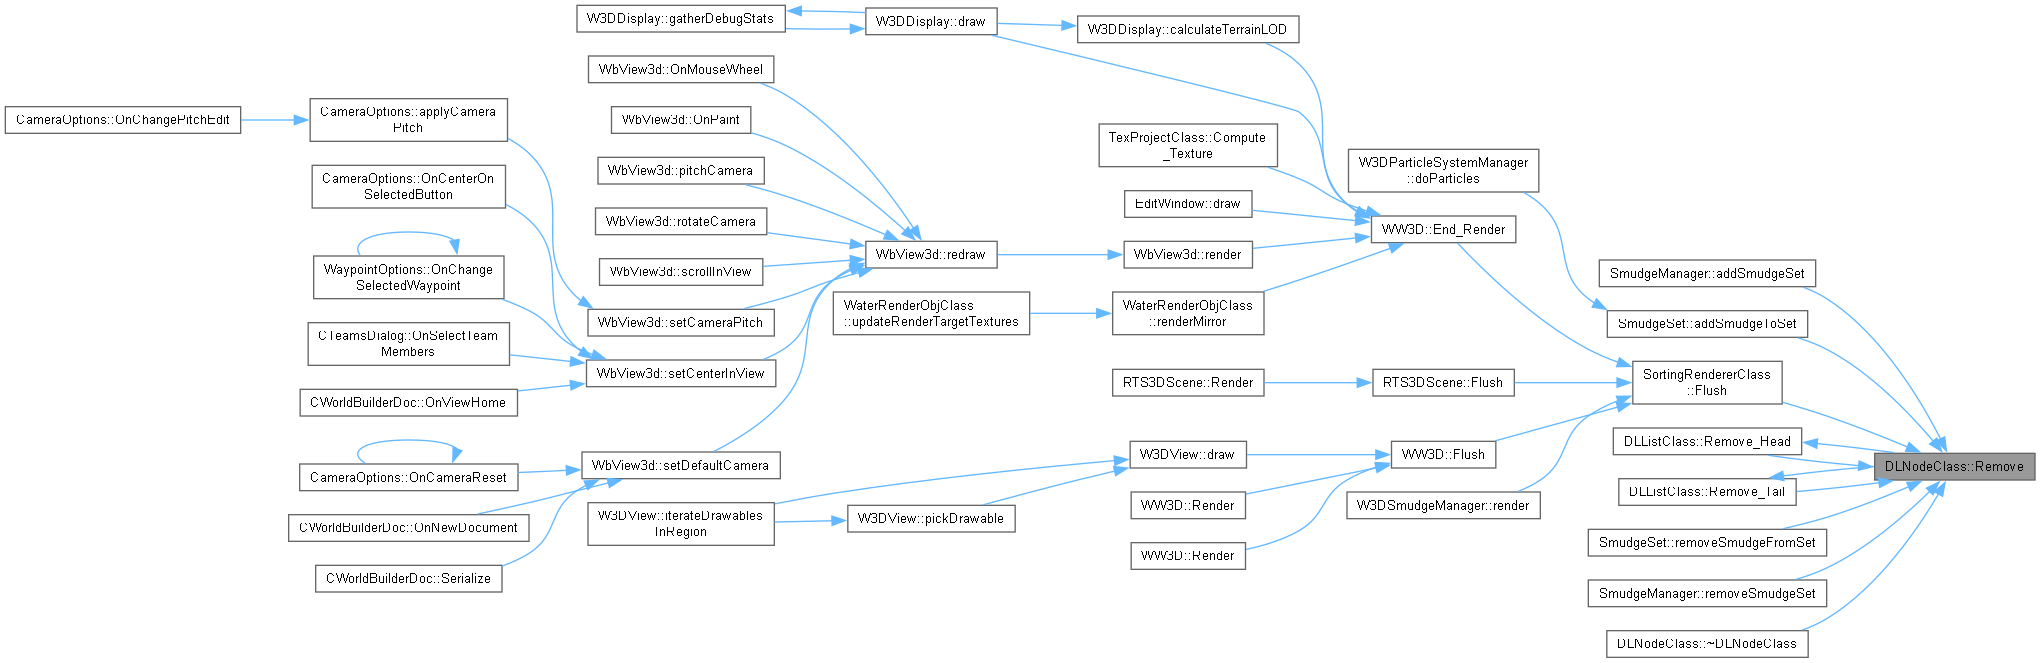 W3DDisplay::gatherDebugStats
W3DDisplay::draw
W3DDisplay::calculateTerrainLOD
WbView3d::OnMouseWheel
CameraOptions::OnChangePitchEdit
CameraOptions::applyCamera
Pitch
WbView3d::OnPaint
TexProjectClass::Compute
_Texture
W3DParticleSystemManager
::doParticles
WbView3d::pitchCamera
CameraOptions::OnCenterOn
SelectedButton
EditWindow::draw
WbView3d::rotateCamera
WW3D::End_Render
WbView3d::redraw
WbView3d::render
WbView3d::scrollInView
WaypointOptions::OnChange
SelectedWaypoint
SmudgeManager::addSmudgeSet
WaterRenderObjClass
::updateRenderTargetTextures
WaterRenderObjClass
::renderMirror
WbView3d::setCameraPitch
SmudgeSet::addSmudgeToSet
CTeamsDialog::OnSelectTeam
Members
WbView3d::setCenterInView
RTS3DScene::Render
RTS3DScene::Flush
SortingRendererClass
::Flush
CWorldBuilderDoc::OnViewHome
DLListClass::Remove_Head
W3DView::draw
WW3D::Flush
WbView3d::setDefaultCamera
DLNodeClass::Remove
CameraOptions::OnCameraReset
DLListClass::Remove_Tail
WW3D::Render
W3DSmudgeManager::render
W3DView::iterateDrawables
InRegion
W3DView::pickDrawable
CWorldBuilderDoc::OnNewDocument
SmudgeSet::removeSmudgeFromSet
WW3D::Render
CWorldBuilderDoc::Serialize
SmudgeManager::removeSmudgeSet
DLNodeClass::~DLNodeClass